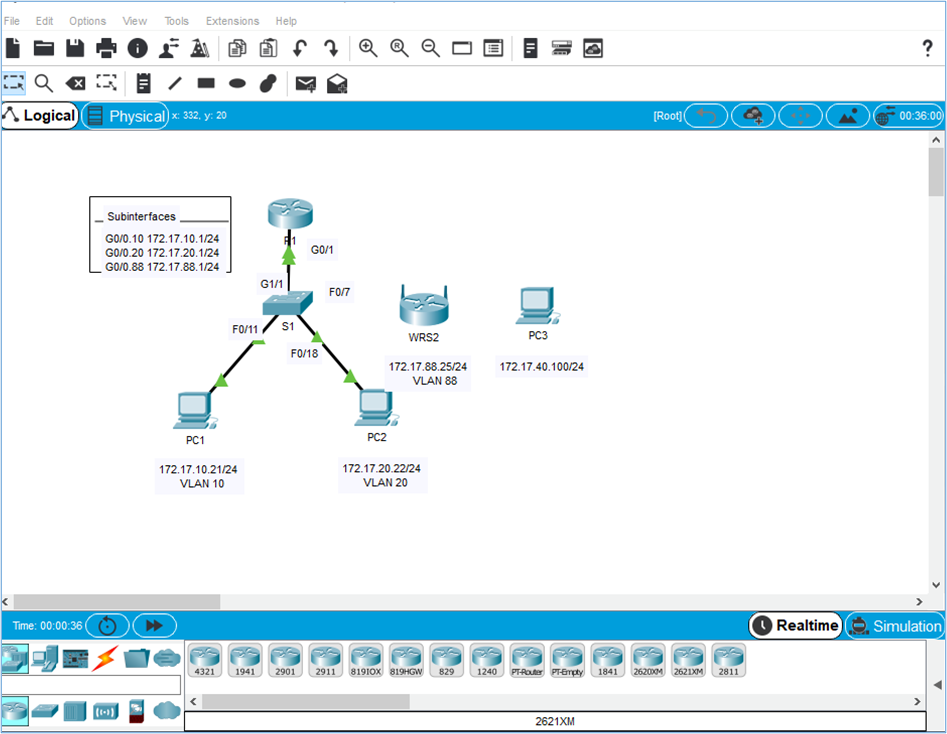 File Edit Options View Tools Extensions Help
Logical Physical x: 332, y: 20 [Root] 00:36:00
Subinterfaces
G0/0.10 172.17.10.1/24
G0/0.20 172.17.20.1/24
G0/0.88 172.17.88.1/24
R1
G0/1
G1/1
F0/7
S1
F0/11
F0/18
WRS2
172.17.88.25/24
VLAN 88
PC3
172.17.40.100/24
PC1
172.17.10.21/24
VLAN 10
PC2
172.17.20.22/24
VLAN 20
Time: 00:00:36 Realtime Simulation
4321 1941 2901 2911 819IOX 819HGW 829 1240 PT-Router PT-Empty 1841 2620XM 2621XM 2811
2621XM